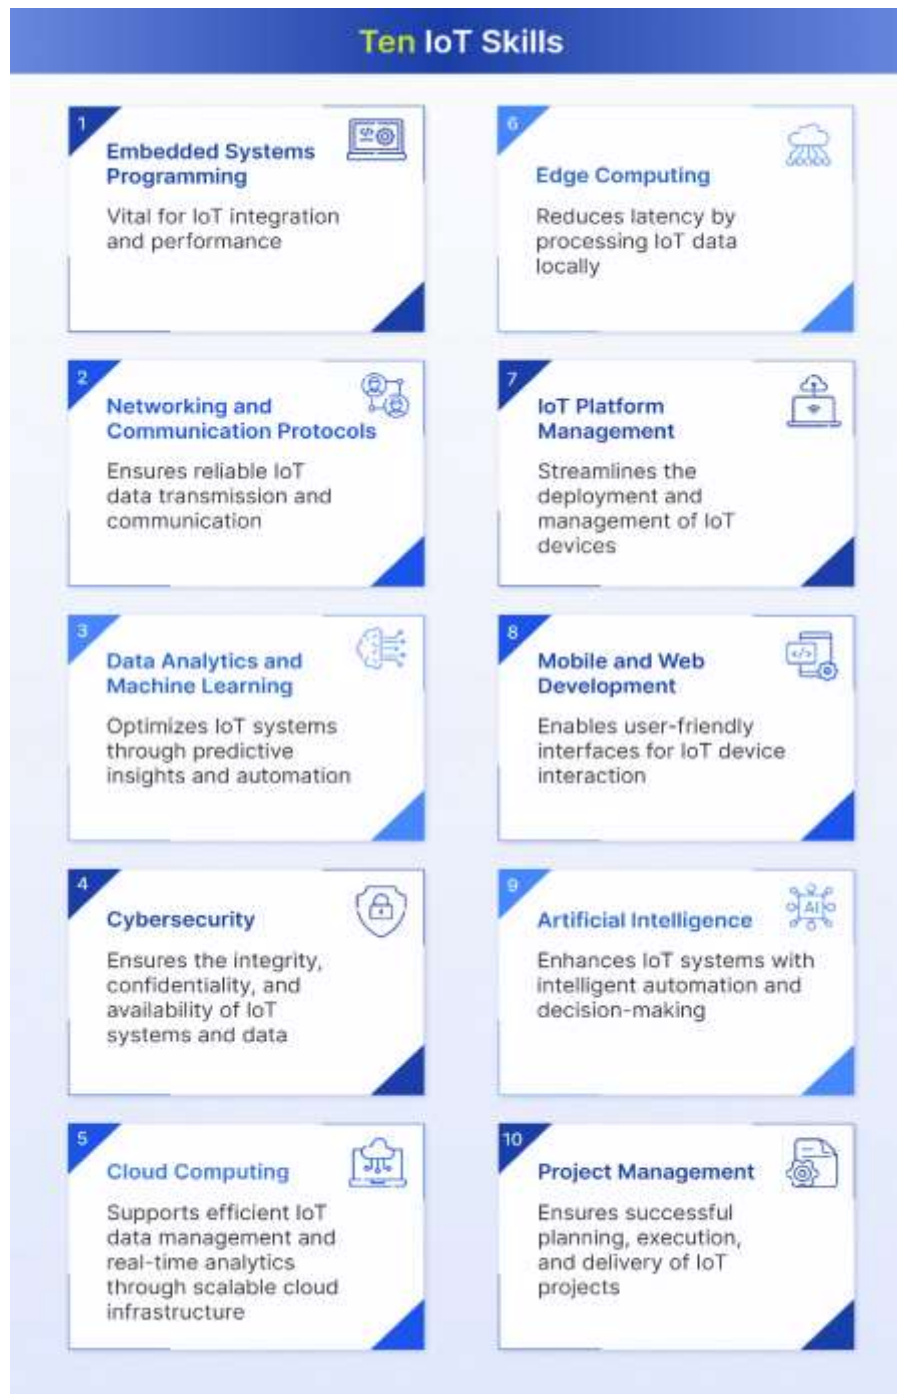 Ten IoT Skills
1
Embedded Systems
Programming
Vital for IoT integration
and performance
2
Networking and
Communication Protocols
Ensures reliable IoT
data transmission and
communication
3
Data Analytics and
Machine Learning
Optimizes IoT systems
through predictive
insights and automation
4
Cybersecurity
Ensures the integrity,
confidentiality, and
availability of IoT
systems and data
5
Cloud Computing
Supports efficient IoT
data management and
real-time analytics
through scalable cloud
infrastructure
6
Edge Computing
Reduces latency by
processing IoT data
locally
7
IoT Platform
Management
Streamlines the
deployment and
management of IoT
devices
8
</>
Mobile and Web
Development
Enables user-friendly
interfaces for IoT device
interaction
9
AI
Artificial Intelligence
Enhances IoT systems with
intelligent automation and
decision-making
10
Project Management
Ensures successful
planning, execution,
and delivery of IoT
projects